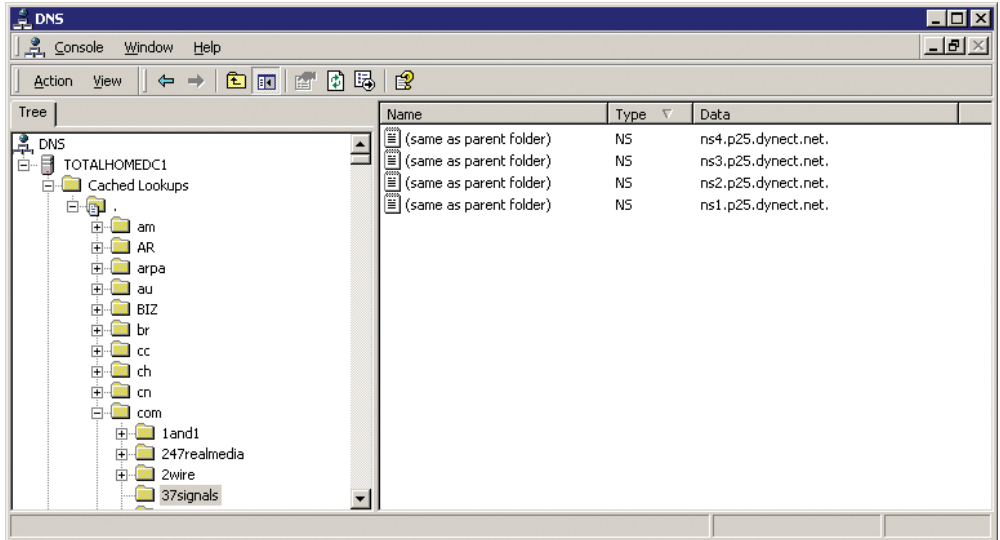 DNS
Console Window Help
Action View
Tree
Name Type Data
DNS
TOTALHOMEDC1
Cached Lookups
.
am
AR
arpa
au
BIZ
br
cc
ch
cn
com
1and1
247realmedia
2wire
37signals
(same as parent folder) NS ns4.p25.dynect.net.
(same as parent folder) NS ns3.p25.dynect.net.
(same as parent folder) NS ns2.p25.dynect.net.
(same as parent folder) NS ns1.p25.dynect.net.